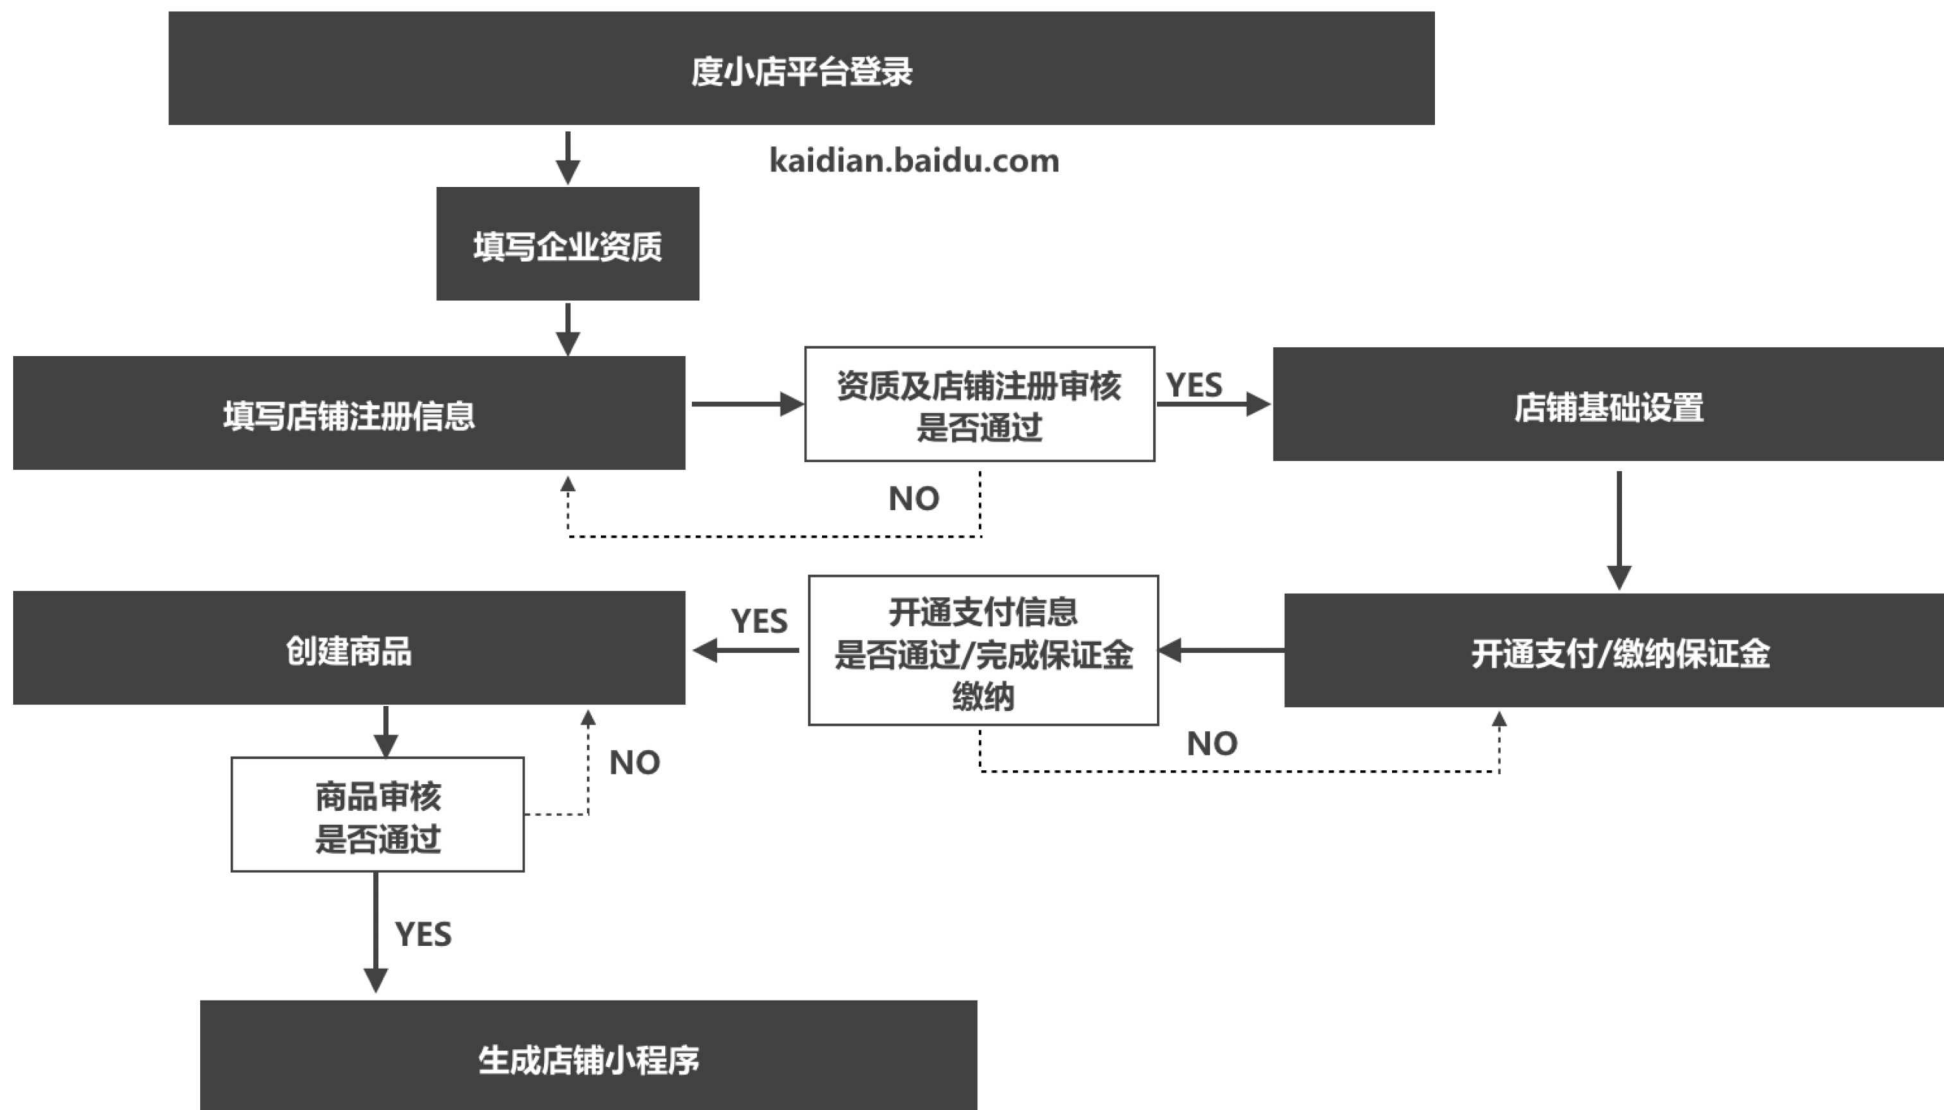 度小店平台登录
kaidian.baidu.com
填写企业资质
填写店铺注册信息
资质及店铺注册审核
是否通过
YES
店铺基础设置
NO
创建商品
YES
开通支付信息
是否通过/完成保证金
缴纳
开通支付/缴纳保证金
NO
NO
商品审核
是否通过
YES
生成店铺小程序